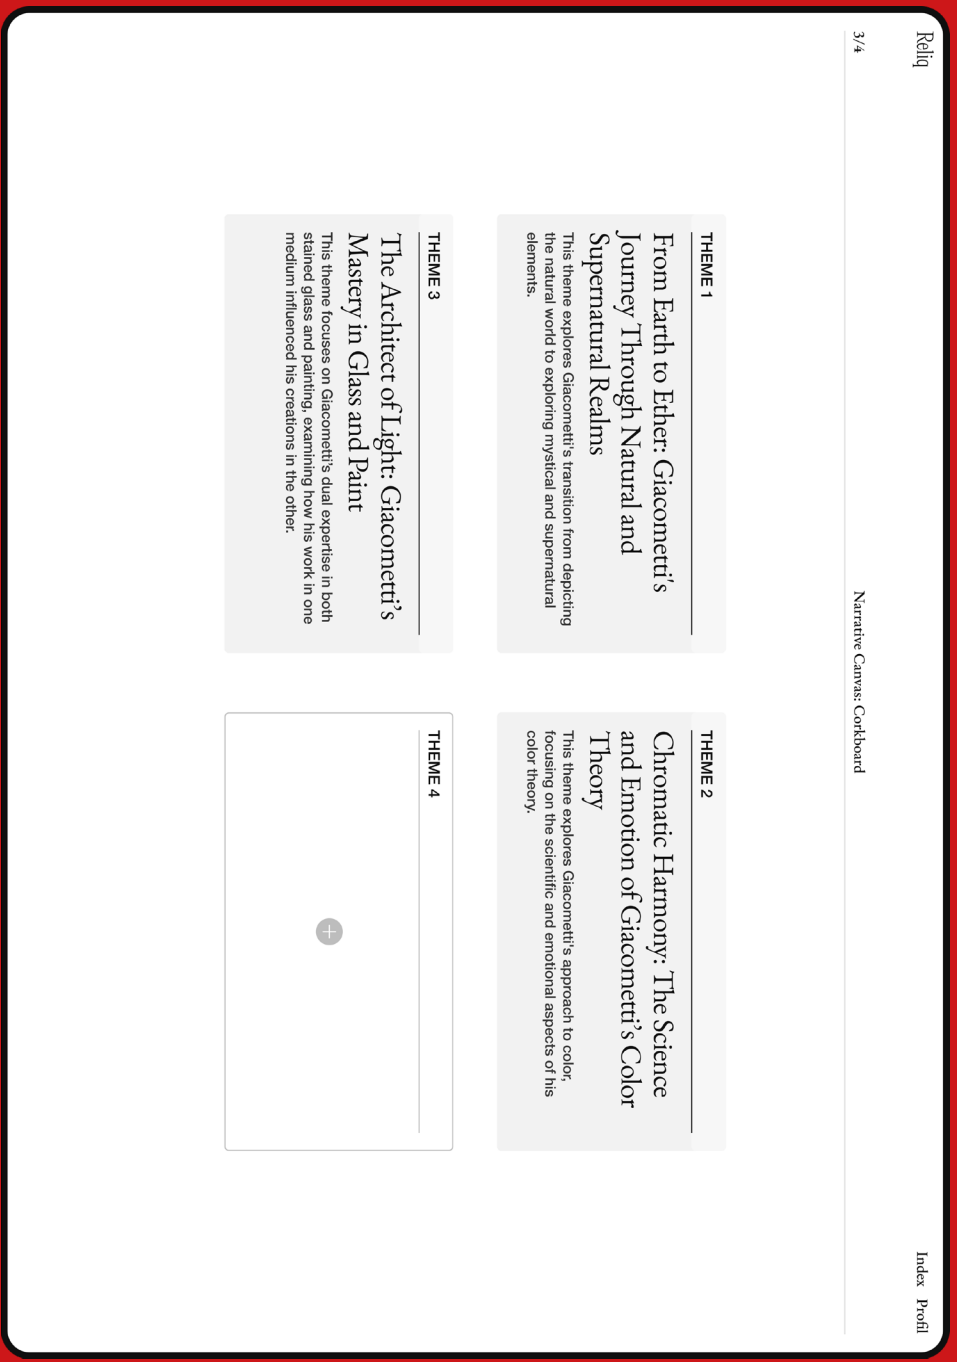 Reliq
Index Profil
3/4
Narrative Canvas: Corkboard
THEME 1
From Earth to Ether: Giacometti's
Journey Through Natural and
Supernatural Realms
This theme explores Giacometti's transition from depicting
the natural world to exploring mystical and supernatural
elements.
THEME 2
Chromatic Harmony: The Science
and Emotion of Giacometti’s Color
Theory
This theme explores Giacometti's approach to color,
focusing on the scientific and emotional aspects of his
color theory.
THEME 3
The Architect of Light: Giacometti’s
Mastery in Glass and Paint
This theme focuses on Giacometti’s dual expertise in both
stained glass and painting, examining how his work in one
medium influenced his creations in the other.
THEME 4